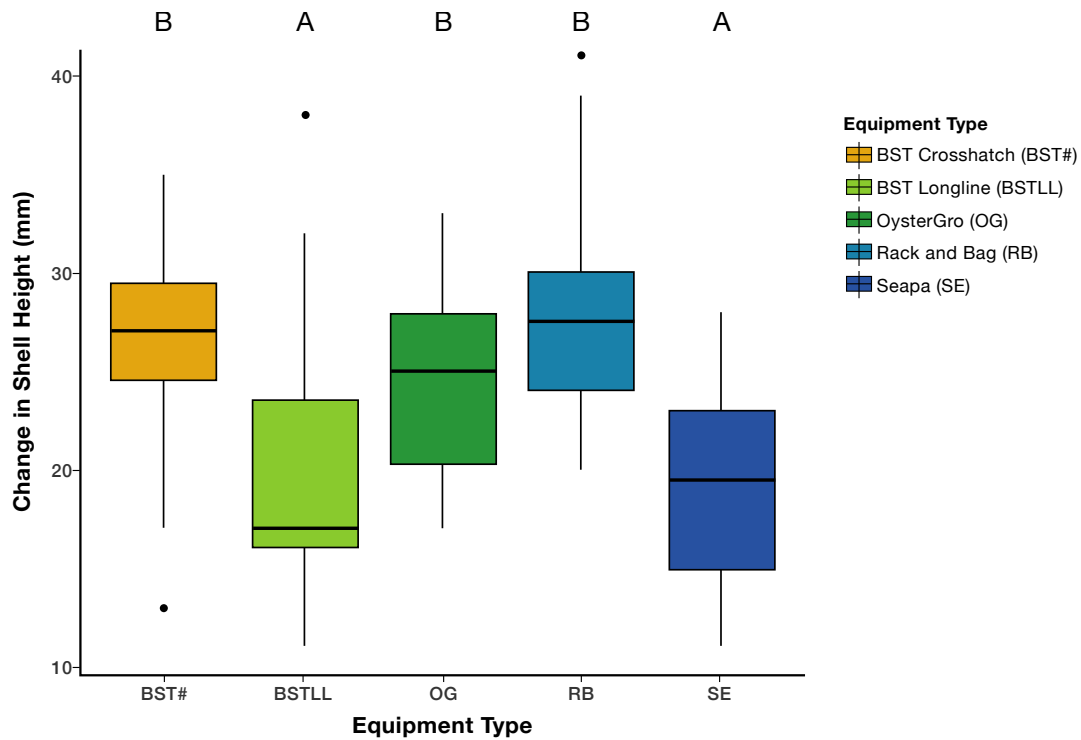 B A B B A
40
30
20
10
Change in Shell Height (mm)
BST# BSTLL OG RB SE
Equipment Type
Equipment Type
BST Crosshatch (BST#)
BST Longline (BSTLL)
OysterGro (OG)
Rack and Bag (RB)
Seapa (SE)